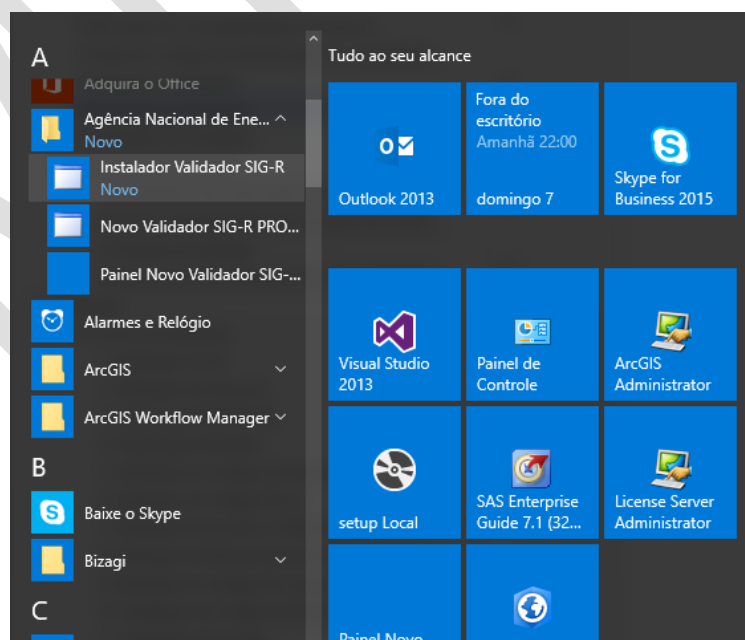 A
Adquira o Office
Agência Nacional de Ene...
Novo
Instalador Validador SIG-R
Novo
Novo Validador SIG-R PRO...
Painel Novo Validador SIG-...
Alarmes e Relógio
ArcGIS
ArcGIS Workflow Manager
B
Baixe o Skype
Bizagi
C
Tudo ao seu alcance
Outlook 2013
Fora do
escritório
Amanhã 22:00
domingo 7
Skype for
Business 2015
Visual Studio
2013
Painel de
Controle
ArcGIS
Administrator
setup Local
SAS Enterprise
Guide 7.1 (32...
License Server
Administrator
Painel Novo